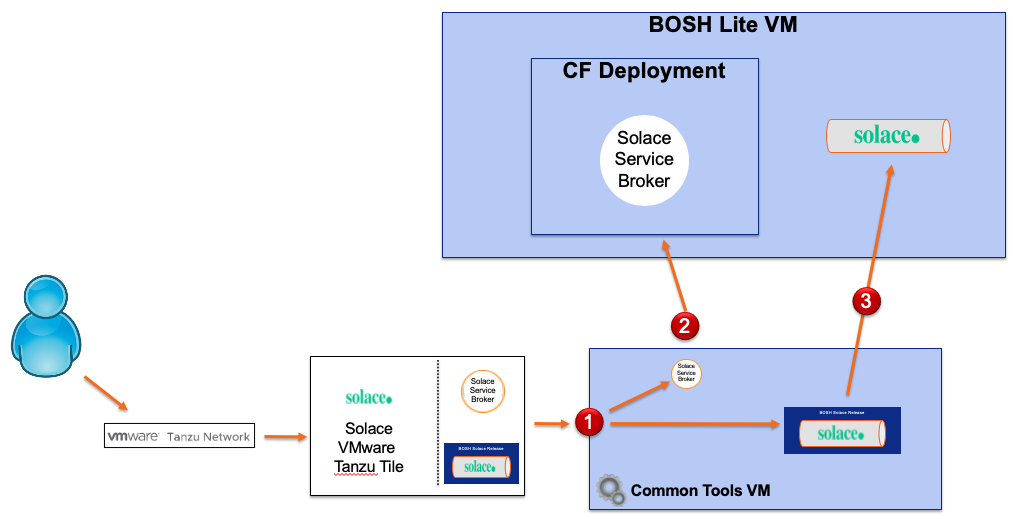 BOSH Lite VM
CF Deployment
Solace
Service
Broker
solace.
3
2
vmware® Tanzu Network
solace.
Solace
VMware
Tanzu Tile
Solace
Service
Broker
BOSH Solace Release
solace.
1
Solace
Service
Broker
BOSH Solace Release
solace.
Common Tools VM